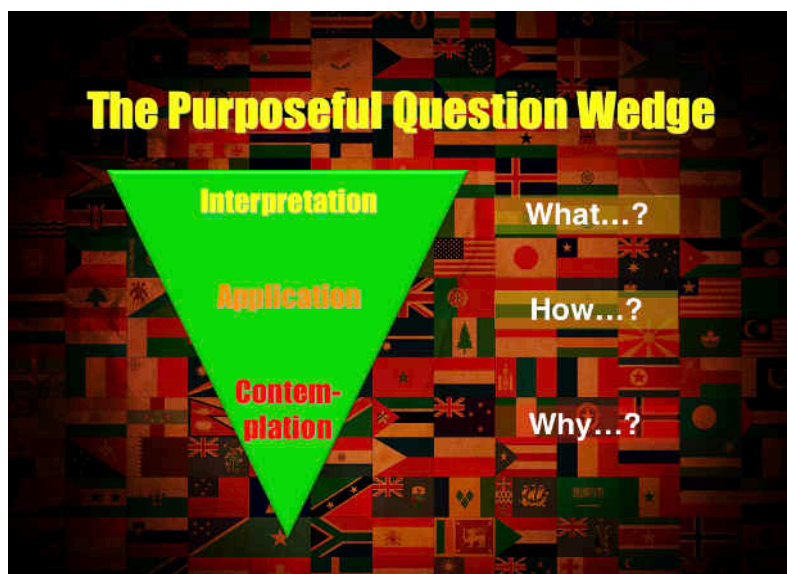 The Purposeful Question Wedge
Interpretation
What...?
Application
How...?
Contem-
plation
Why...?